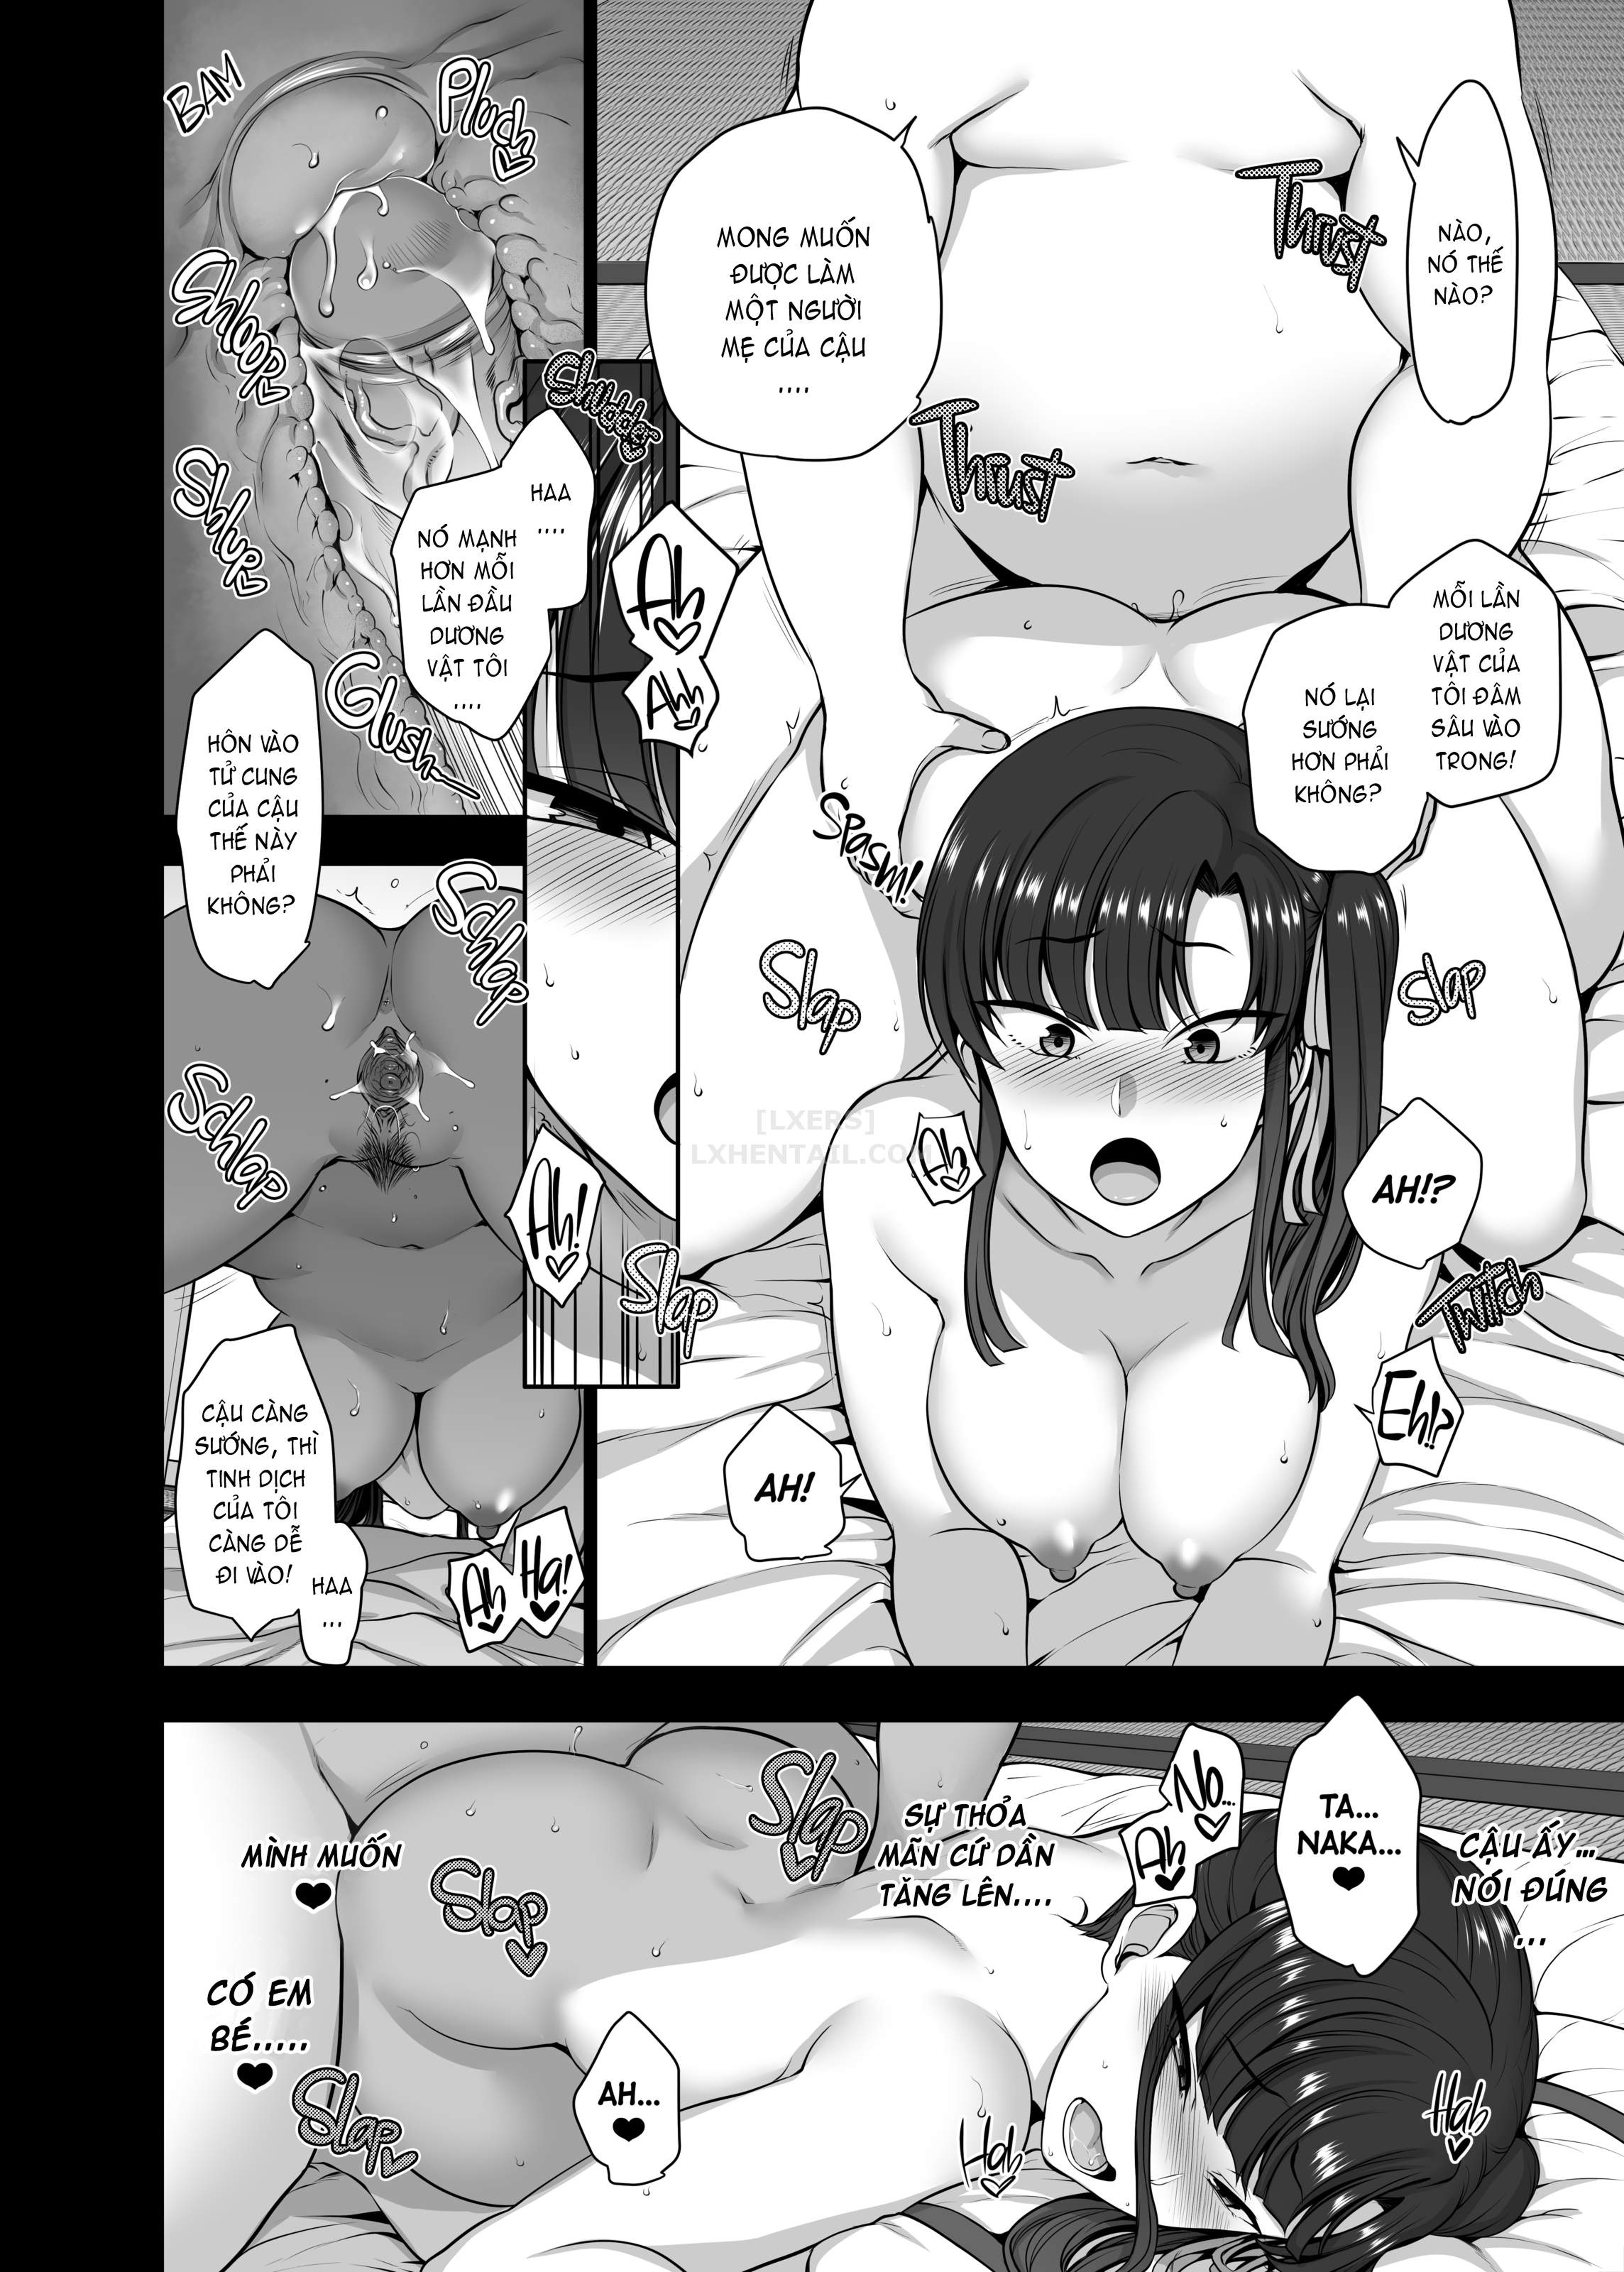 NÀO,
NÓ THẾ
NÀO?
MONG MUỐN
ĐƯỢC LÀM
MỘT NGƯỜI
MẸ CỦA CẬU
....
Thrust
Thrust
MỖI LẦN
DƯƠNG
VẬT CỦA
TÔI ĐÂM
SÂU VÀO
TRONG!
NÓ LẠI
SƯỚNG
HƠN PHẢI
KHÔNG?
SPasm!
Slap
Slap
Ah
AH!?
Twitch
Eh!?
AH!
[LXERS]
LXHENTAI.COM
BAM
Plush
Shloop
Shlup
Shudder
HAA
....
NÓ MẠNH
HƠN MỖI
LẦN ĐẦU
DƯƠNG
VẬT TÔI
....
Ah
Ahh
Glush
HÔN VÀO
TỬ CUNG
CỦA CẬU
THẾ NÀY
PHẢI
KHÔNG?
Schlap
Schlap
Ah!
Slap
CẬU CÀNG
SƯỚNG, THÌ
TINH DỊCH
CỦA TÔI
CÀNG DỄ
ĐI VÀO!
HAA
...
Ha!
Ah
CẬU ẤY...
NÓI ĐÚNG
...
TA...
NAKA...
No...
Ah
SỰ THỎA
MÃN CỨ DẦN
TĂNG LÊN....
Slap
Slap
MÌNH MUỐN
CÓ EM
BÉ.....
Slap
AH...
Hah
Hah